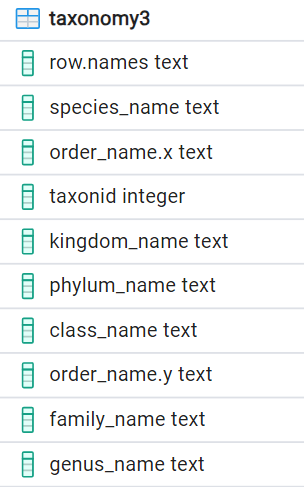 taxonomy3
row.names text
species_name text
order_name.x text
taxonid integer
kingdom_name text
phylum_name text
class_name text
order_name.y text
family_name text
genus_name text